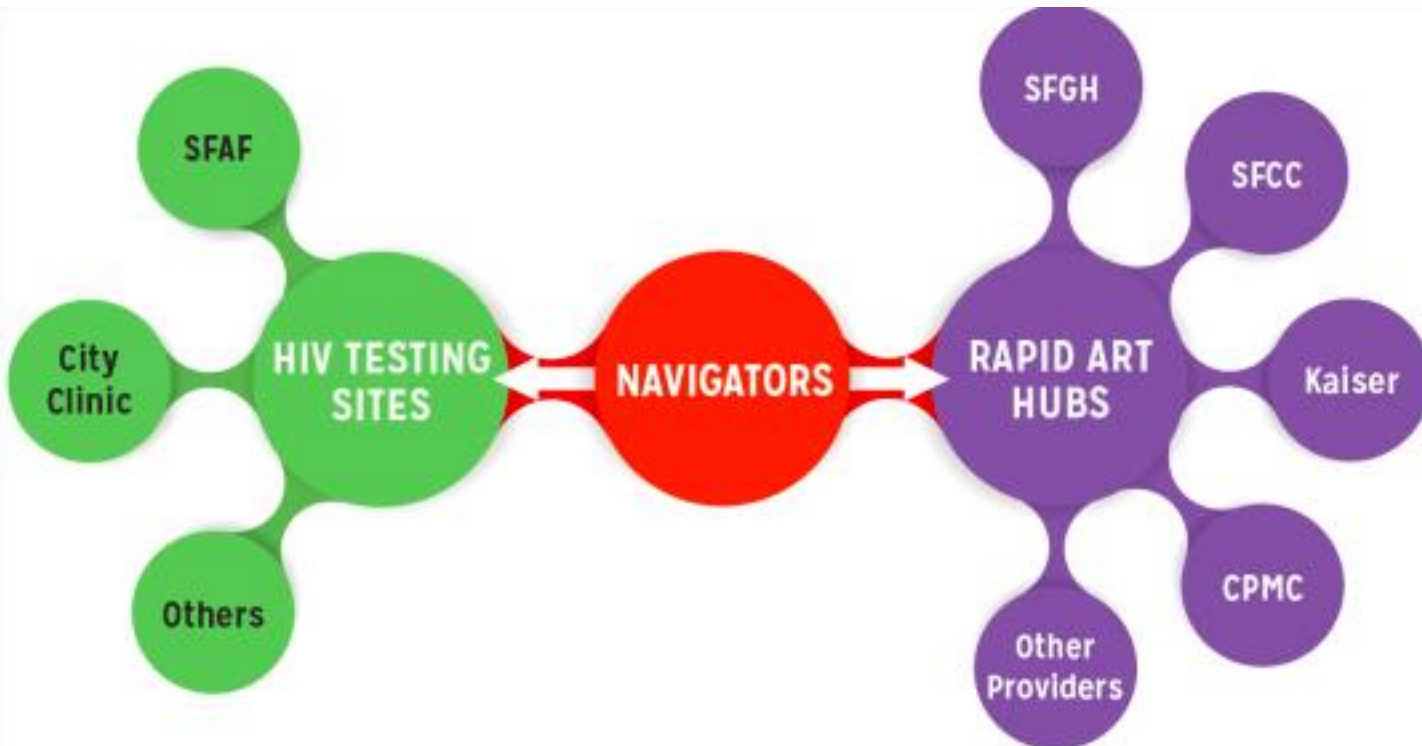 SFAF
City
Clinic
Others
HIV TESTING
SITES
NAVIGATORS
RAPID ART
HUBS
SFGH
SFCC
Kaiser
CPMC
Other
Providers